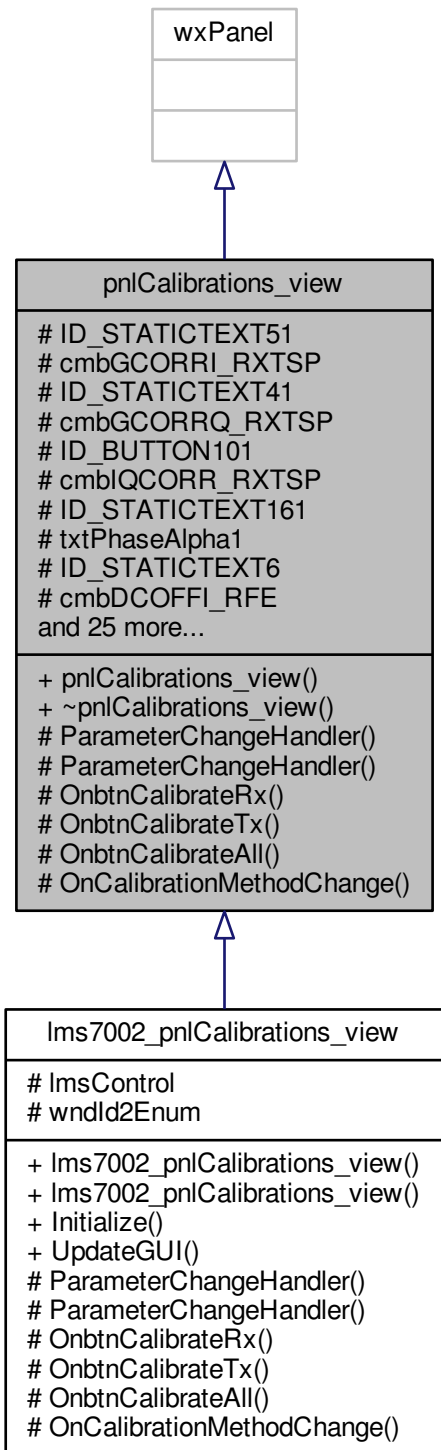 wxPanel
pnlCalibrations_view
# ID_STATICTEXT51
# cmbGCORRI_RXTSP
# ID_STATICTEXT41
# cmbGCORRQ_RXTSP
# ID_BUTTON101
# cmbIQCORR_RXTSP
# ID_STATICTEXT161
# txtPhaseAlpha1
# ID_STATICTEXT6
# cmbDCOFFI_RFE
and 25 more...
+ pnlCalibrations_view()
+ ~pnlCalibrations_view()
# ParameterChangeHandler()
# ParameterChangeHandler()
# OnbtnCalibrateRx()
# OnbtnCalibrateTx()
# OnbtnCalibrateAll()
# OnCalibrationMethodChange()
lms7002_pnlCalibrations_view
# lmsControl
# wndId2Enum
+ lms7002_pnlCalibrations_view()
+ lms7002_pnlCalibrations_view()
+ Initialize()
+ UpdateGUI()
# ParameterChangeHandler()
# ParameterChangeHandler()
# OnbtnCalibrateRx()
# OnbtnCalibrateTx()
# OnbtnCalibrateAll()
# OnCalibrationMethodChange()